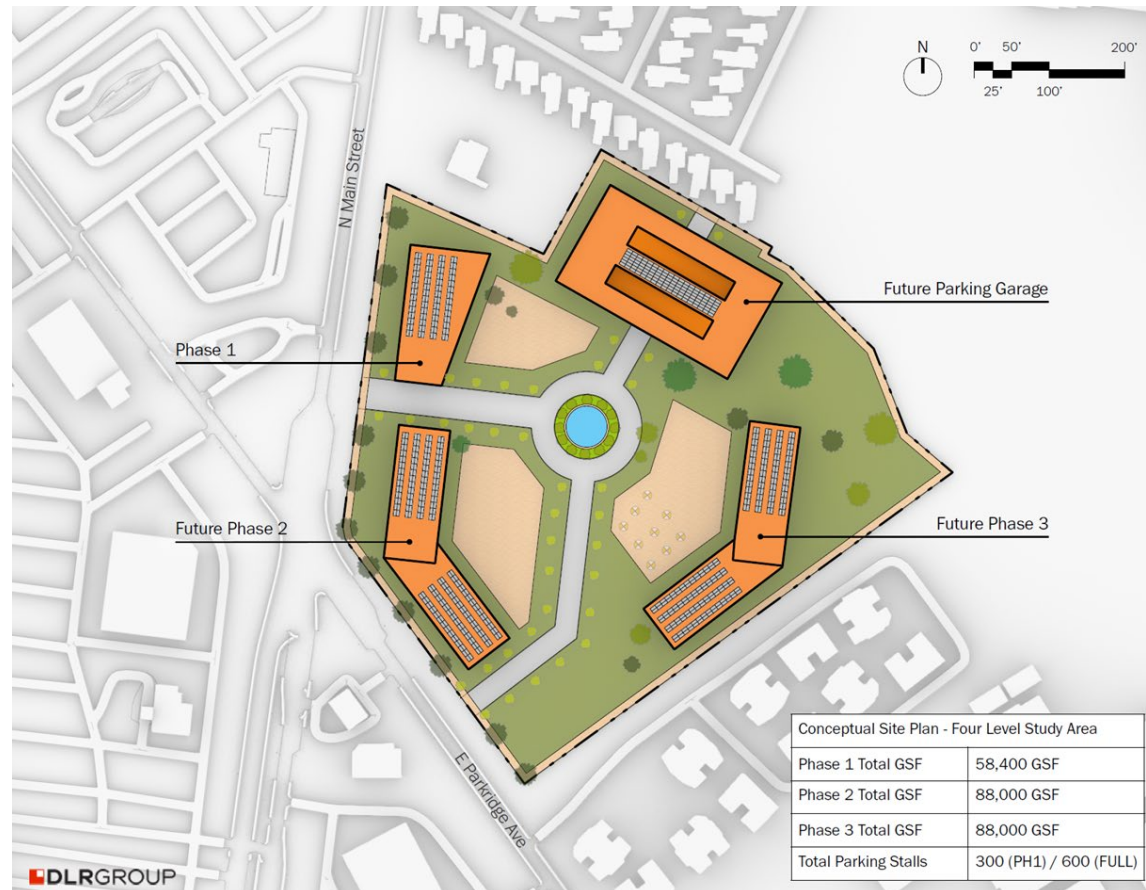 N
0' 50' 200'
25' 100'
N Main Street
Future Parking Garage
Phase 1
Future Phase 2
Future Phase 3
E Parkridge Ave
Conceptual Site Plan - Four Level Study Area
Phase 1 Total GSF 58,400 GSF
Phase 2 Total GSF 88,000 GSF
Phase 3 Total GSF 88,000 GSF
Total Parking Stalls 300 (PH1) / 600 (FULL)
DLRGROUP